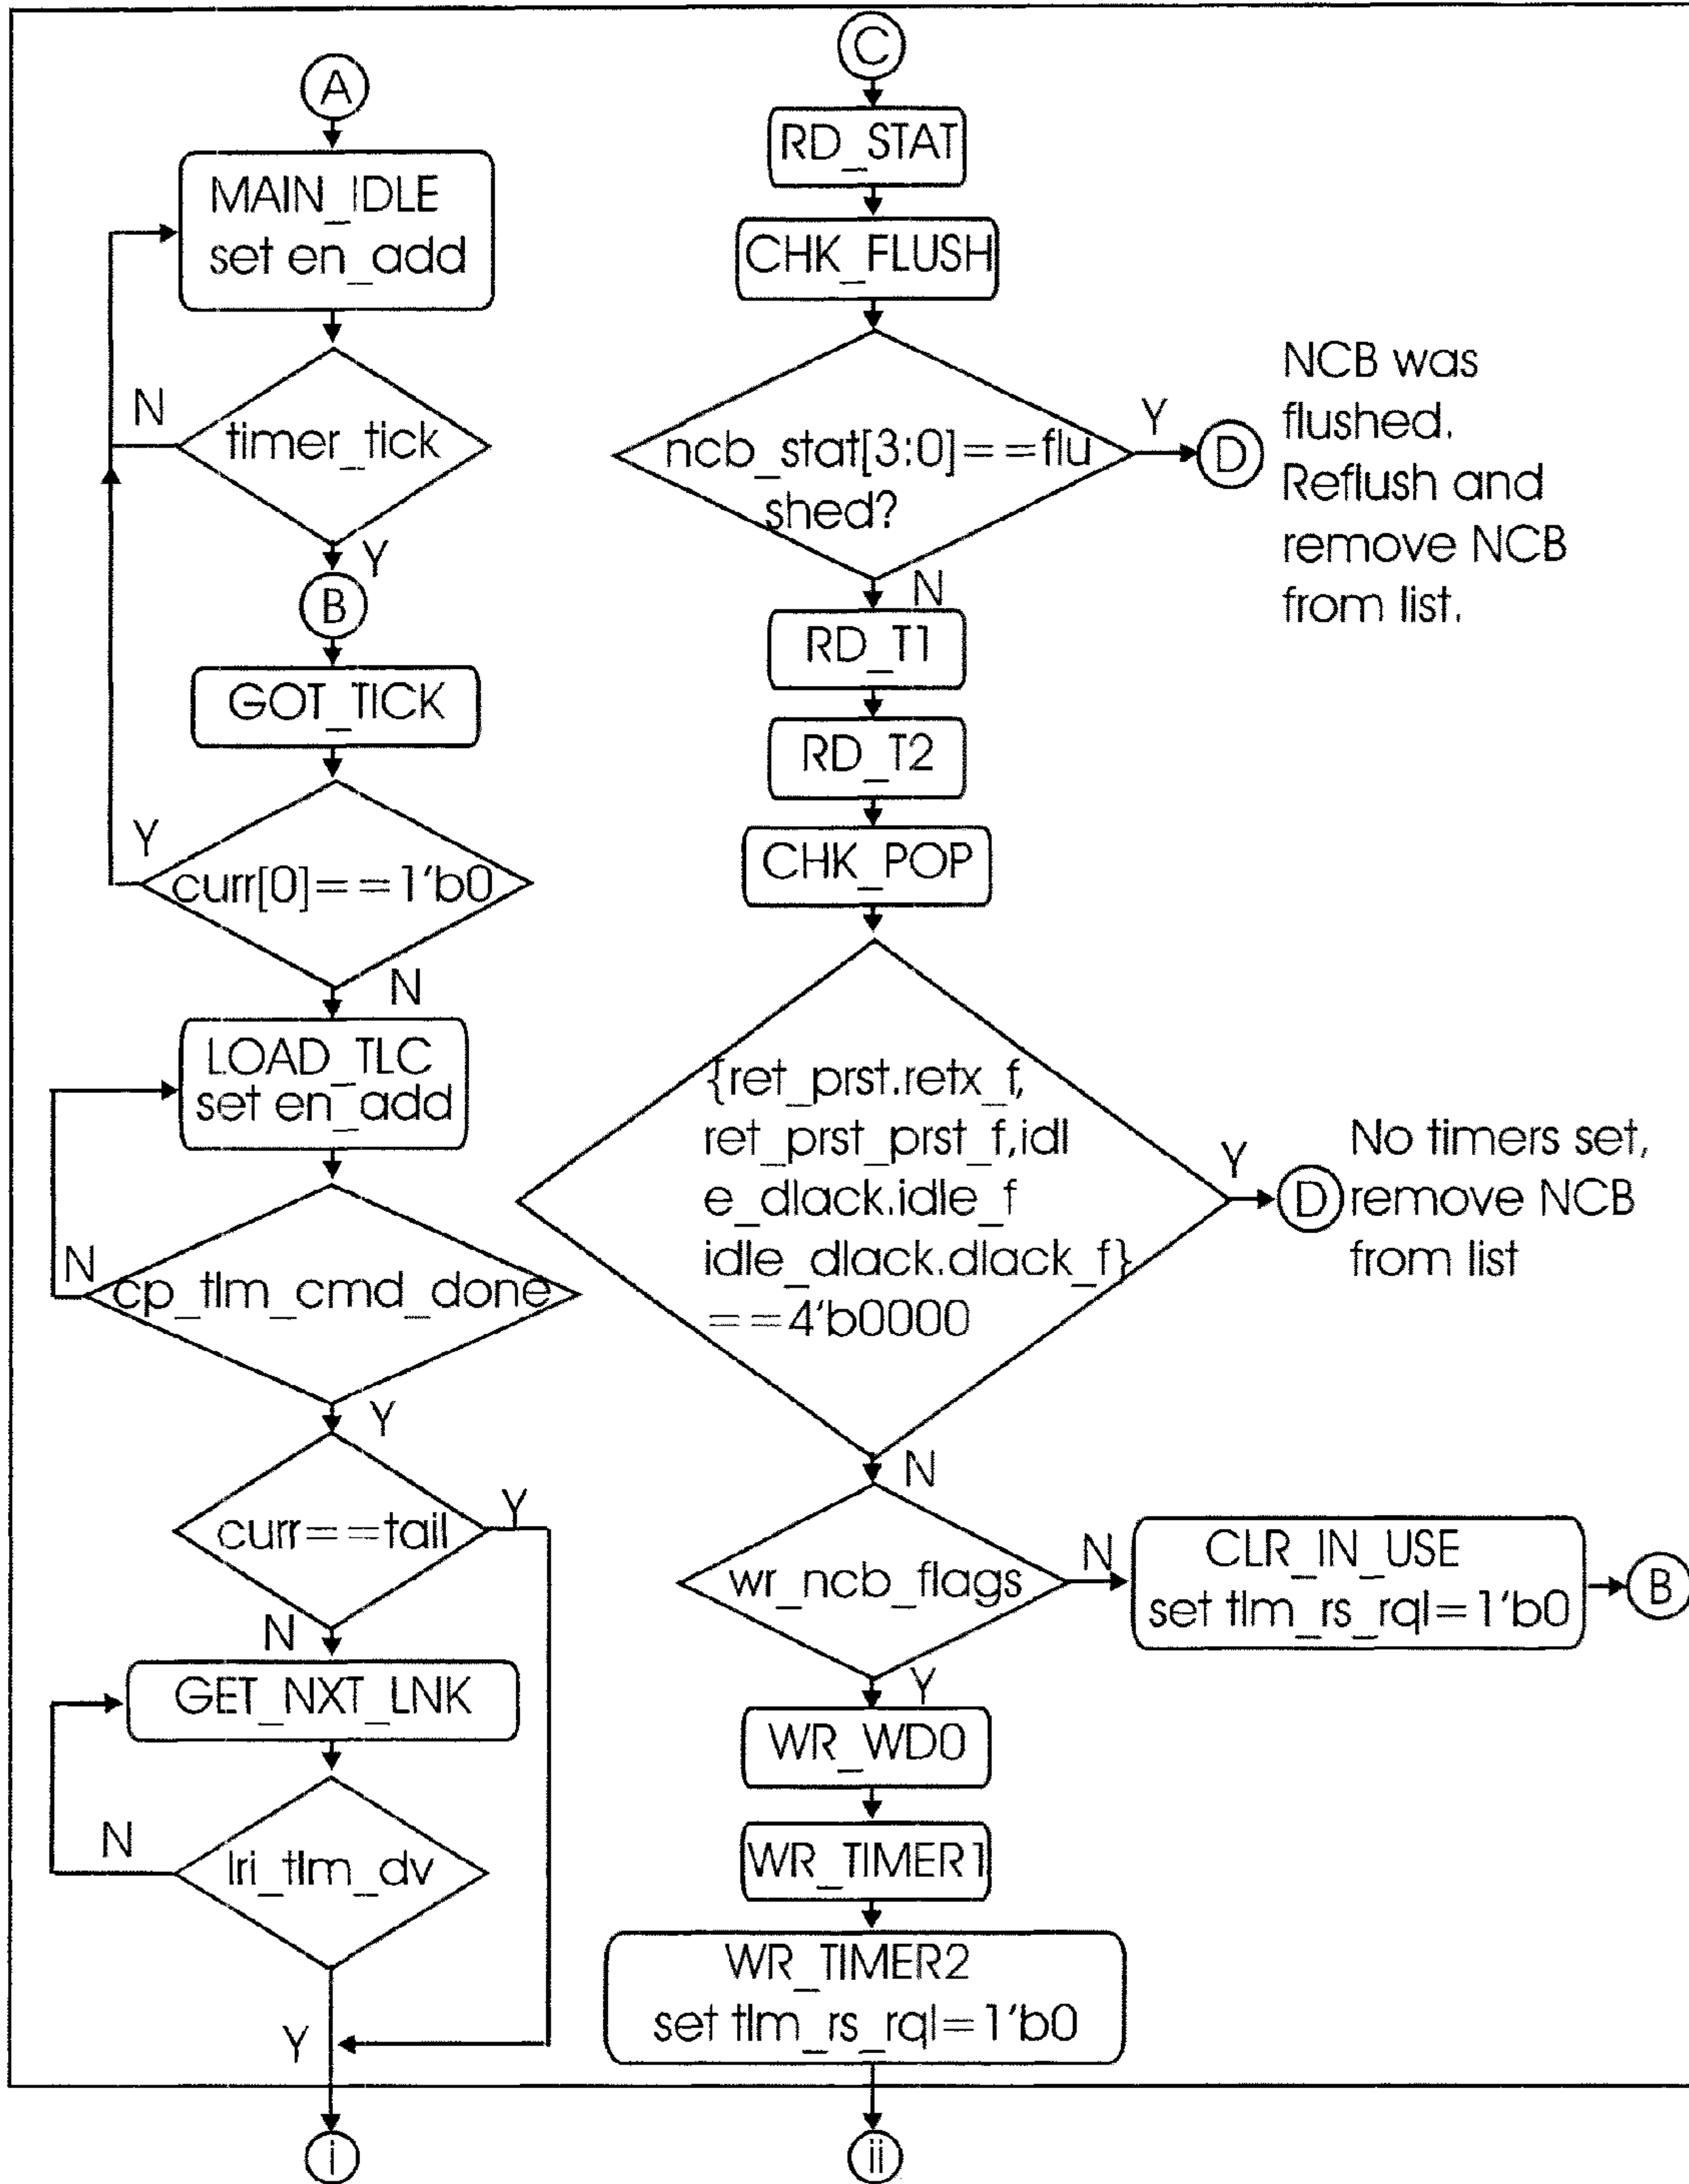 A
MAIN_IDLE
set en_add
timer_tick
N
Y
B
GOT_TICK
curr[0]==1'b0
Y
N
LOAD_TLC
set en_add
cp_tlm_cmd_done
N
Y
curr==tail
Y
N
GET_NXT_LNK
lri_tlm_dv
N
Y
i
C
RD_STAT
CHK_FLUSH
ncb_stat[3:0]==flu
shed?
Y
D
NCB was
flushed.
Reflush and
remove NCB
from list.
N
RD_T1
RD_T2
CHK_POP
{ret_prst.retx_f,
ret_prst_prst_f,idl
e_dlack.idle_f
idle_dlack.dlack_f}
==4'b0000
Y
D
No timers set,
remove NCB
from list
N
wr_ncb_flags
N
CLR_IN_USE
set tlm_rs_rql=1'b0
B
Y
WR_WD0
WR_TIMER1
WR_TIMER2
set tlm_rs_rql=1'b0
ii